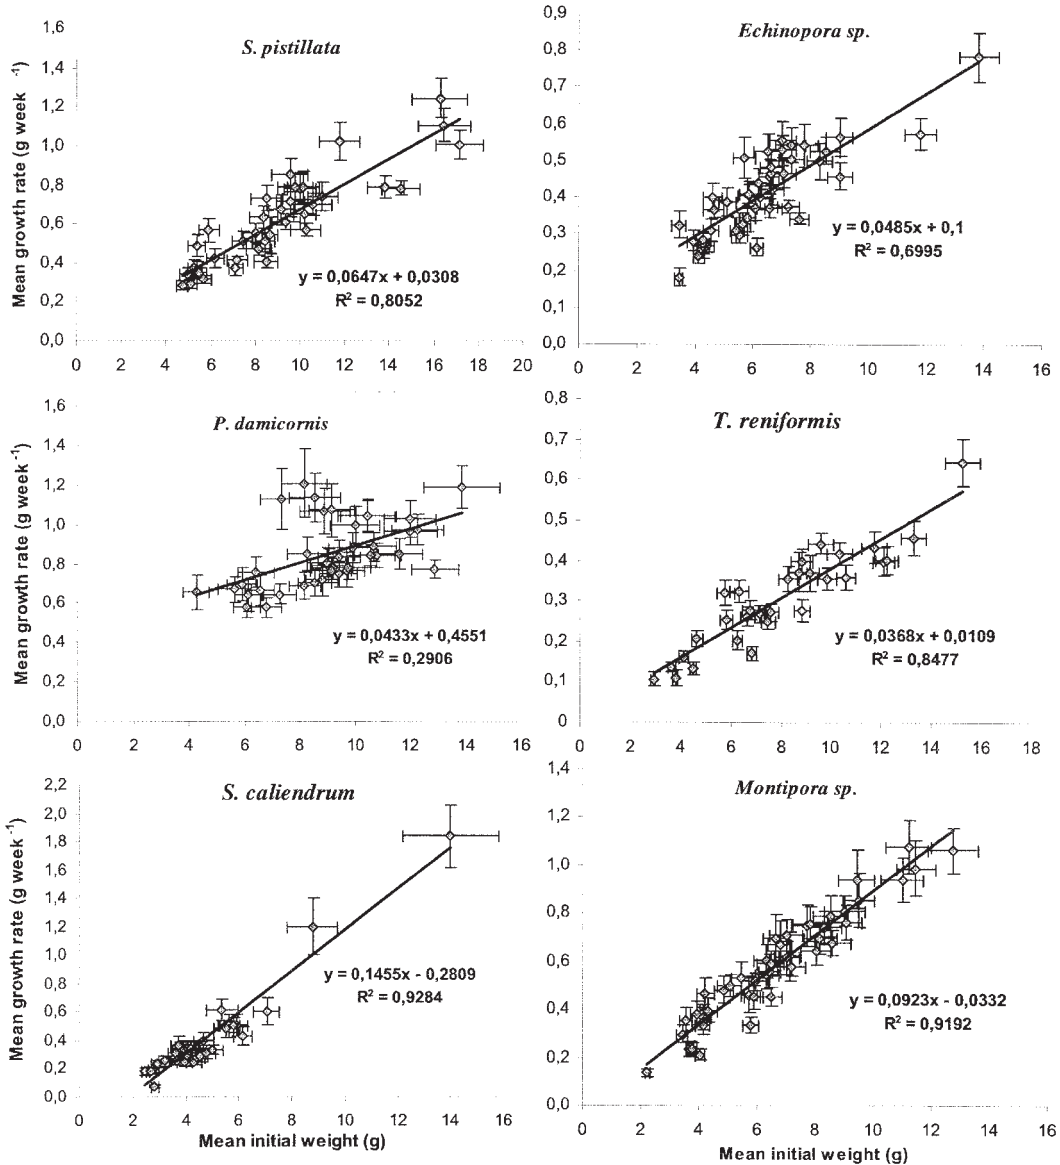 S. pistillata
Mean growth rate (g week -1)
1,6
1,4
1,2
1,0
0,8
0,6
0,4
0,2
0,0
y = 0,0647x + 0,0308
R2 = 0,8052
0 2 4 6 8 10 12 14 16 18 20
Echinopora sp.
0,9
0,8
0,7
0,6
0,5
0,4
0,3
0,2
0,1
0,0
y = 0,0485x + 0,1
R2 = 0,6995
0 2 4 6 8 10 12 14 16
P. damicornis
Mean growth rate (g week-1)
1,6
1,4
1,2
1,0
0,8
0,6
0,4
0,2
0,0
y = 0,0433x + 0,4551
R2 = 0,2906
0 2 4 6 8 10 12 14 16
T. reniformis
0,8
0,7
0,6
0,5
0,4
0,3
0,2
0,1
0
y = 0,0368x + 0,0109
R2 = 0,8477
0 2 4 6 8 10 12 14 16 18
S. caliendrum
Mean growth rate (g week -1)
2,2
2,0
1,8
1,6
1,4
1,2
1,0
0,8
0,6
0,4
0,2
0,0
y = 0,1455x - 0,2809
R2 = 0,9284
0 2 4 6 8 10 12 14 16
Mean initial weight (g)
Montipora sp.
1,4
1,2
1,0
0,8
0,6
0,4
0,2
0,0
y = 0,0923x - 0,0332
R2 = 0,9192
0 2 4 6 8 10 12 14 16
Mean initial weight (g)